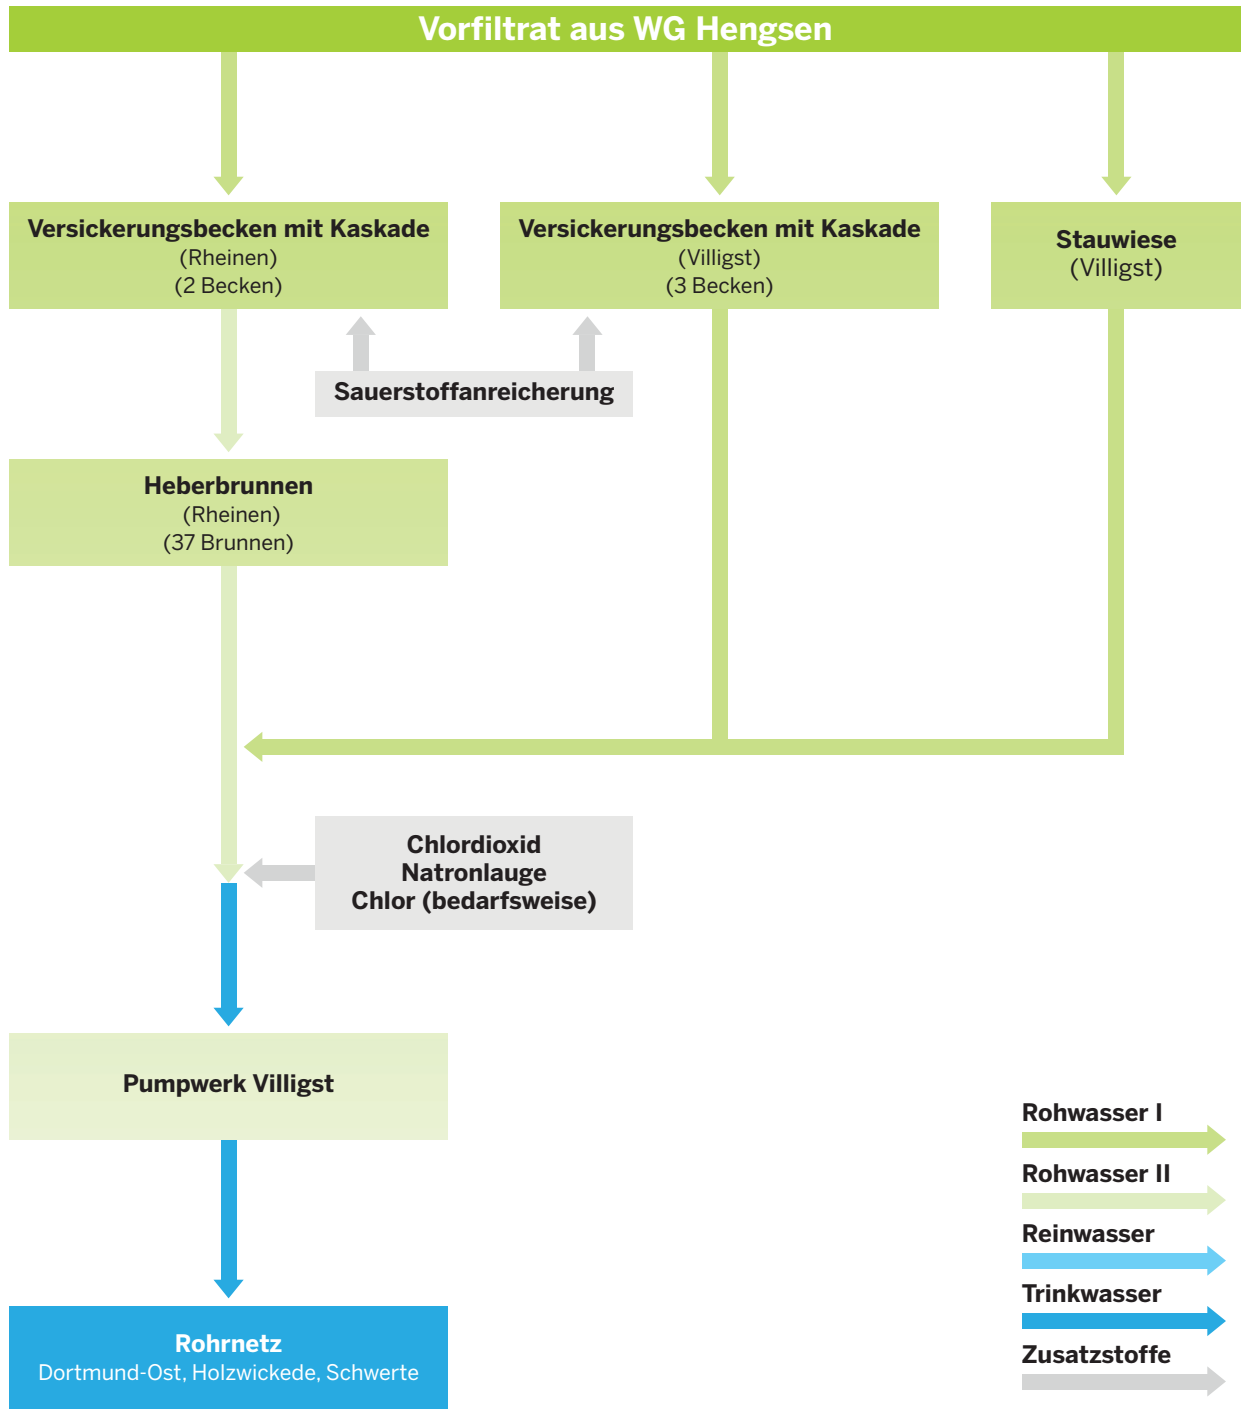 Vorfiltrat aus WG Hengsen
Versickerungsbecken mit Kaskade
(Rheinen)
(2 Becken)
Versickerungsbecken mit Kaskade
(Villigst)
(3 Becken)
Stauwiese
(Villigst)
Sauerstoffanreicherung
Heberbrunnen
(Rheinen)
(37 Brunnen)
Chlordioxid
Natronlauge
Chlor (bedarfsweise)
Pumpwerk Villigst
Rohrnetz
Dortmund-Ost, Holzwickede, Schwerte
Rohwasser I
Rohwasser II
Reinwasser
Trinkwasser
Zusatzstoffe